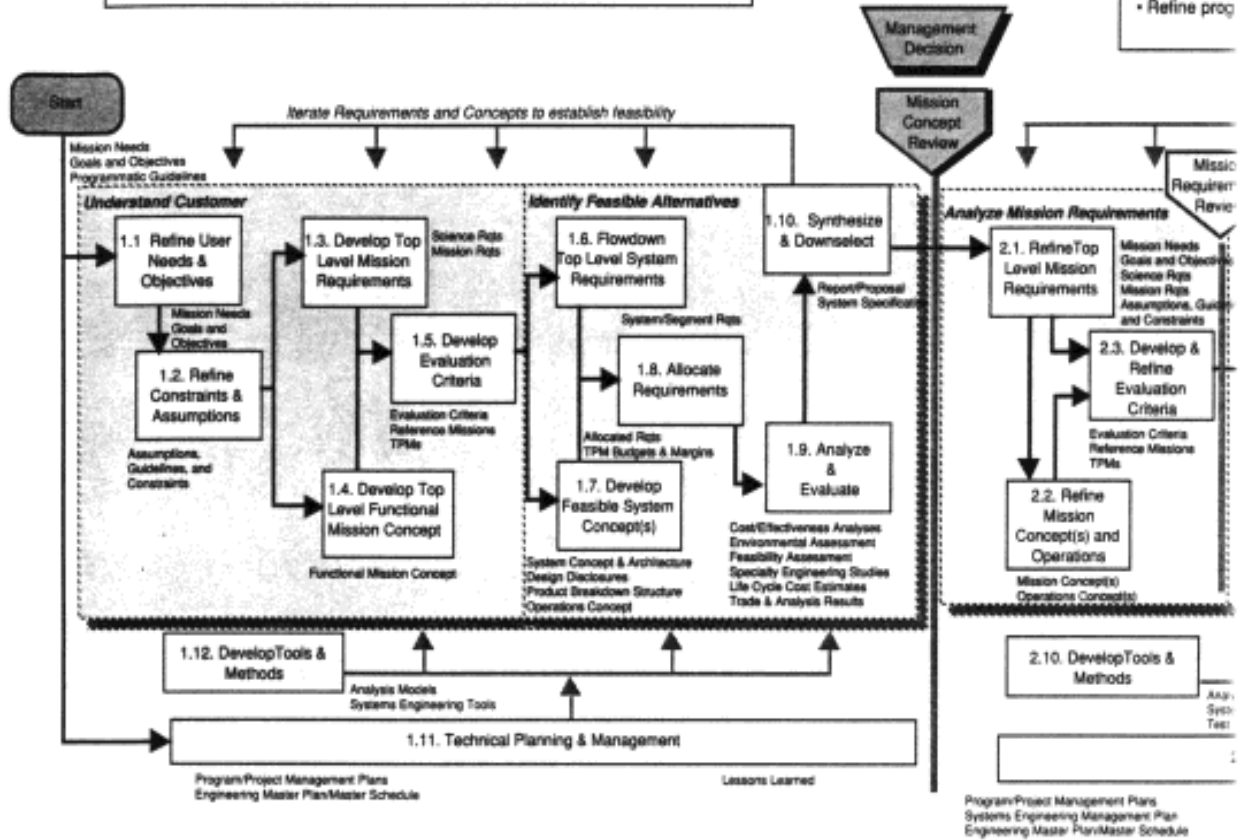 • Refine prog
Management
Decision
Start
Iterate Requirements and Concepts to establish feasibility
Mission
Concept
Review
Mission Needs
Goals and Objectives
Programmatic Guidelines
Understand Customer
1.1 Refine User
Needs &
Objectives
Mission Needs
Goals and
Objectives
1.2. Refine
Constraints &
Assumptions
Assumptions,
Guidelines, and
Constraints
1.3. Develop Top
Level Mission
Requirements
Science Rqts
Mission Rqts
1.5. Develop
Evaluation
Criteria
Evaluation Criteria
Reference Missions
TPMs
1.4. Develop Top
Level Functional
Mission Concept
Functional Mission Concept
Identify Feasible Alternatives
1.6. Flowdown
Top Level System
Requirements
System/Segment Rqts
1.8. Allocate
Requirements
Allocated Rqts
TPM Budgets & Margins
1.7. Develop
Feasible System
Concept(s)
System Concept & Architecture
Design Disclosures
Product Breakdown Structure
Operations Concept
1.10. Synthesize
& Downselect
Report/Proposal
System Specificat
1.9. Analyze
&
Evaluate
Cost/Effectiveness Analyses
Environmental Assessment
Feasibility Assessment
Specialty Engineering Studies
Life Cycle Cost Estimates
Trade & Analysis Results
1.12. DevelopTools &
Methods
Analysis Models
Systems Engineering Tools
1.11. Technical Planning & Management
Program/Project Management Plans
Engineering Master Plan/Master Schedule
Lessons Learned
Missio
Requirem
Revie
Analyze Mission Requirements
2.1. RefineTop
Level Mission
Requirements
Mission Needs
Goals and Objectives
Science Rqts
Mission Rqts
Assumptions, Guide
and Constraints
2.3. Develop &
Refine
Evaluation
Criteria
Evaluation Criteria
Reference Missions
TPMs
2.2. Refine
Mission
Concept(s) and
Operations
Mission Concept(s)
Operations Concept(s)
2.10. DevelopTools &
Methods
Program/Project Management Plans
Systems Engineering Management Plan
Engineering Master Plan/Master Schedule